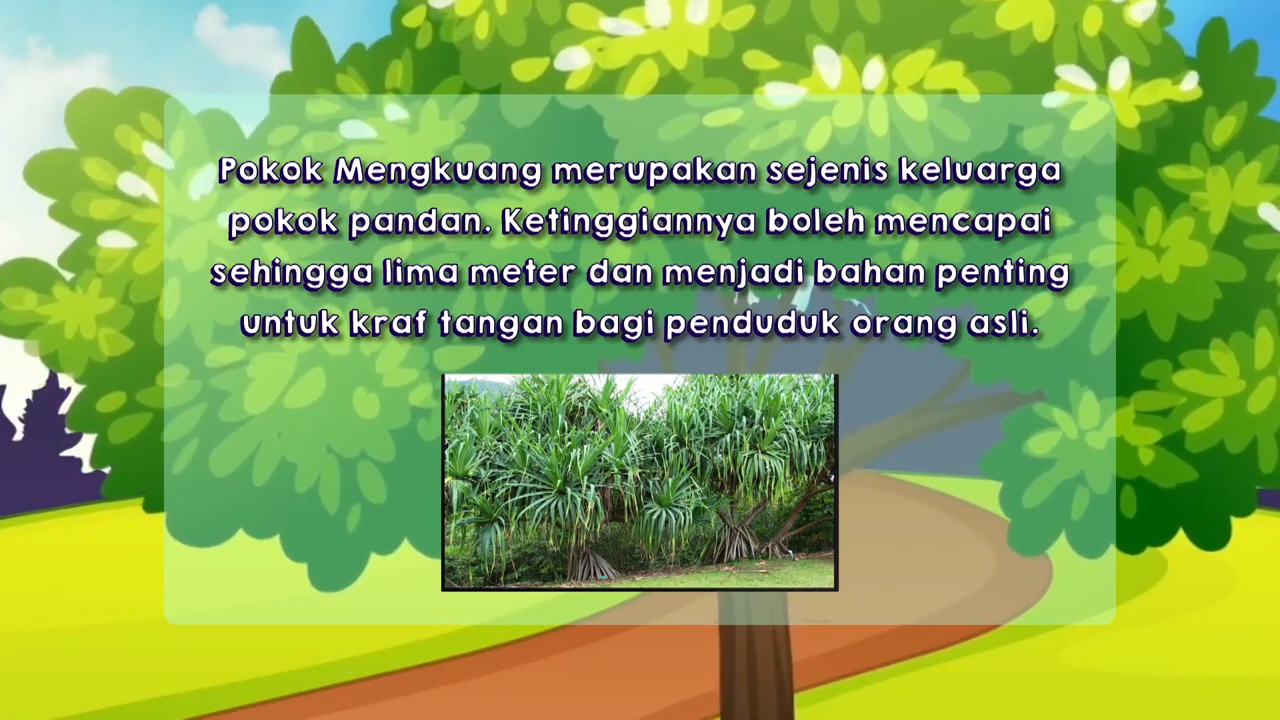 Pokok Mengkuang merupakan sejenis keluarga
pokok pandan. Ketinggiannya boleh mencapai
sehingga lima meter dan menjadi bahan penting
untuk kraf tangan bagi penduduk orang asli.